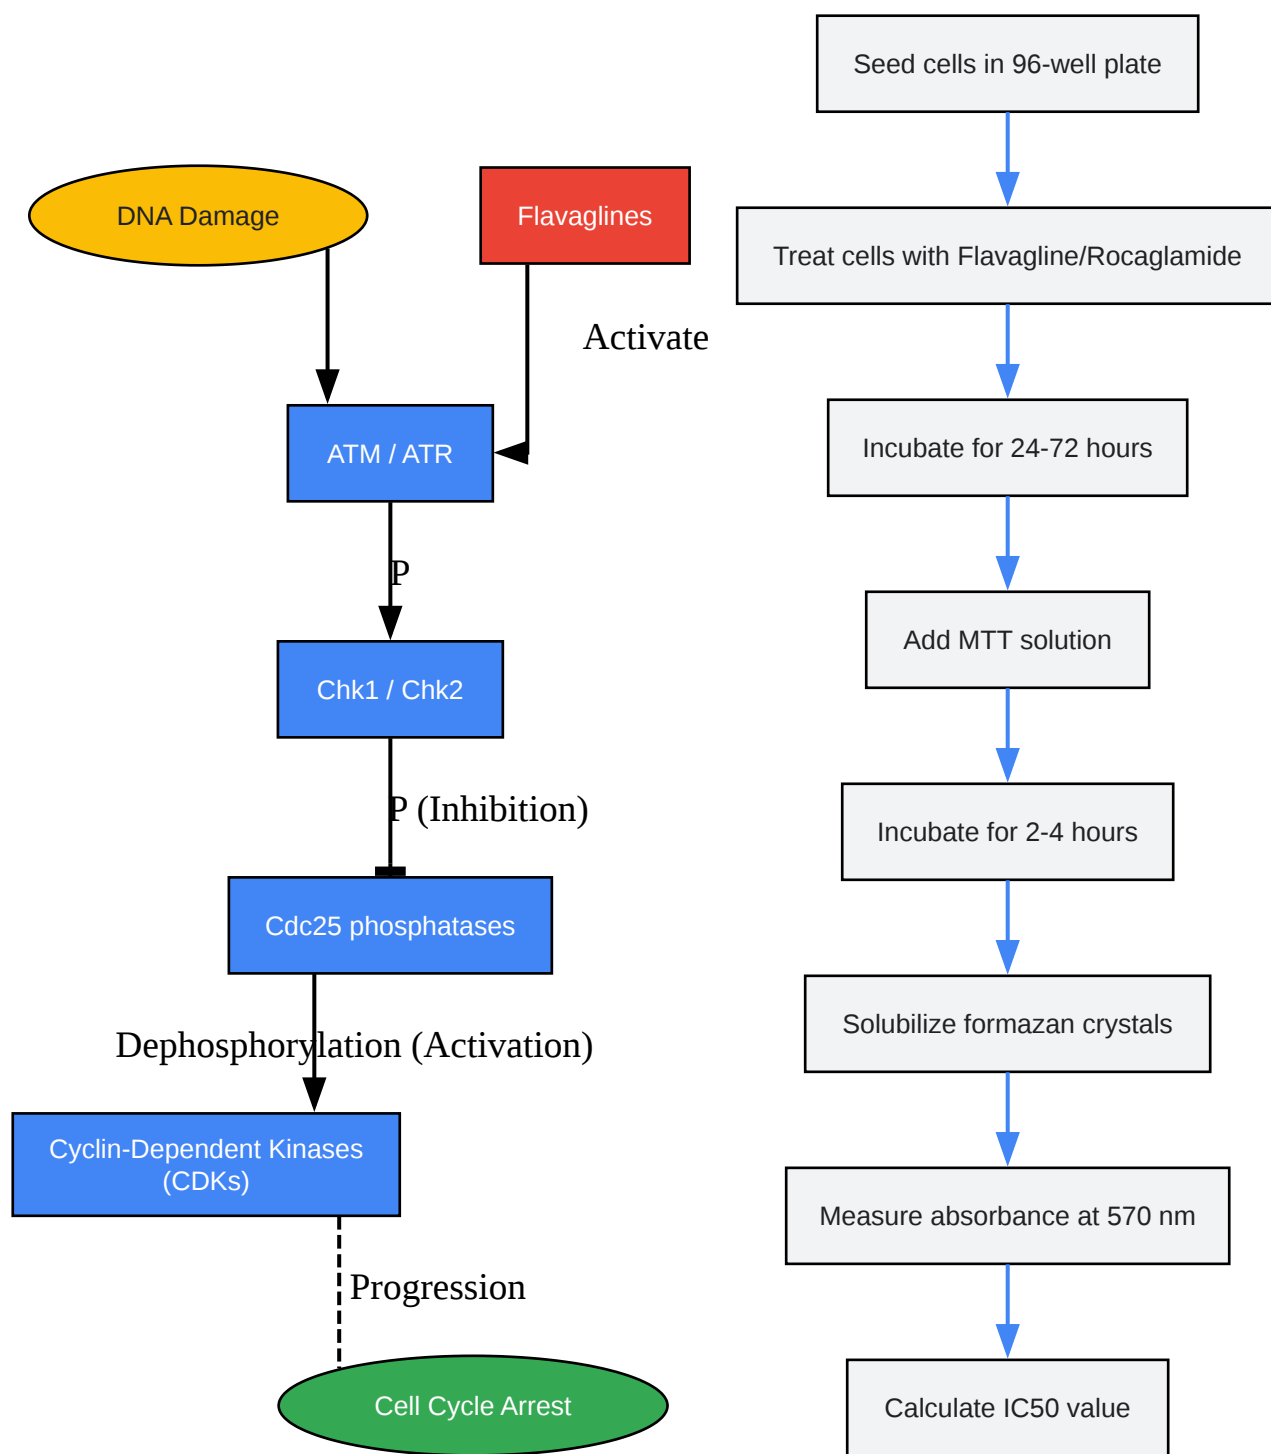 DNA Damage
Flavaglines
Activate
ATM / ATR
P
Chk1 / Chk2
P (Inhibition)
Cdc25 phosphatases
Dephosphorylation (Activation)
Cyclin-Dependent Kinases
(CDKs)
Progression
Cell Cycle Arrest
Seed cells in 96-well plate
Treat cells with Flavagline/Rocaglamide
Incubate for 24-72 hours
Add MTT solution
Incubate for 2-4 hours
Solubilize formazan crystals
Measure absorbance at 570 nm
Calculate IC50 value